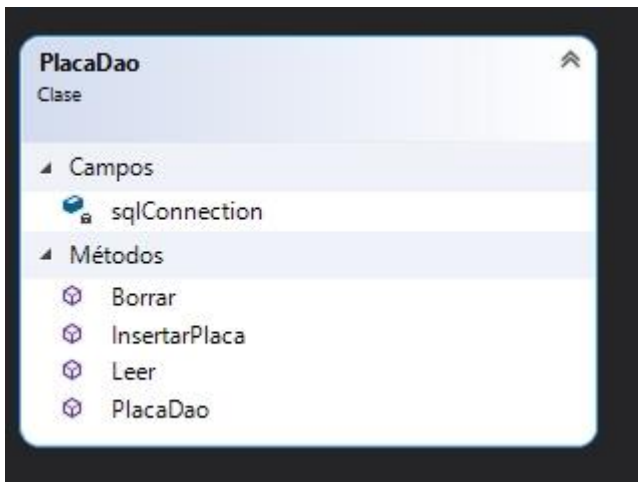 PlacaDao
Clase
Campos
sqlConnection
Métodos
Borrar
InsertarPlaca
Leer
PlacaDao